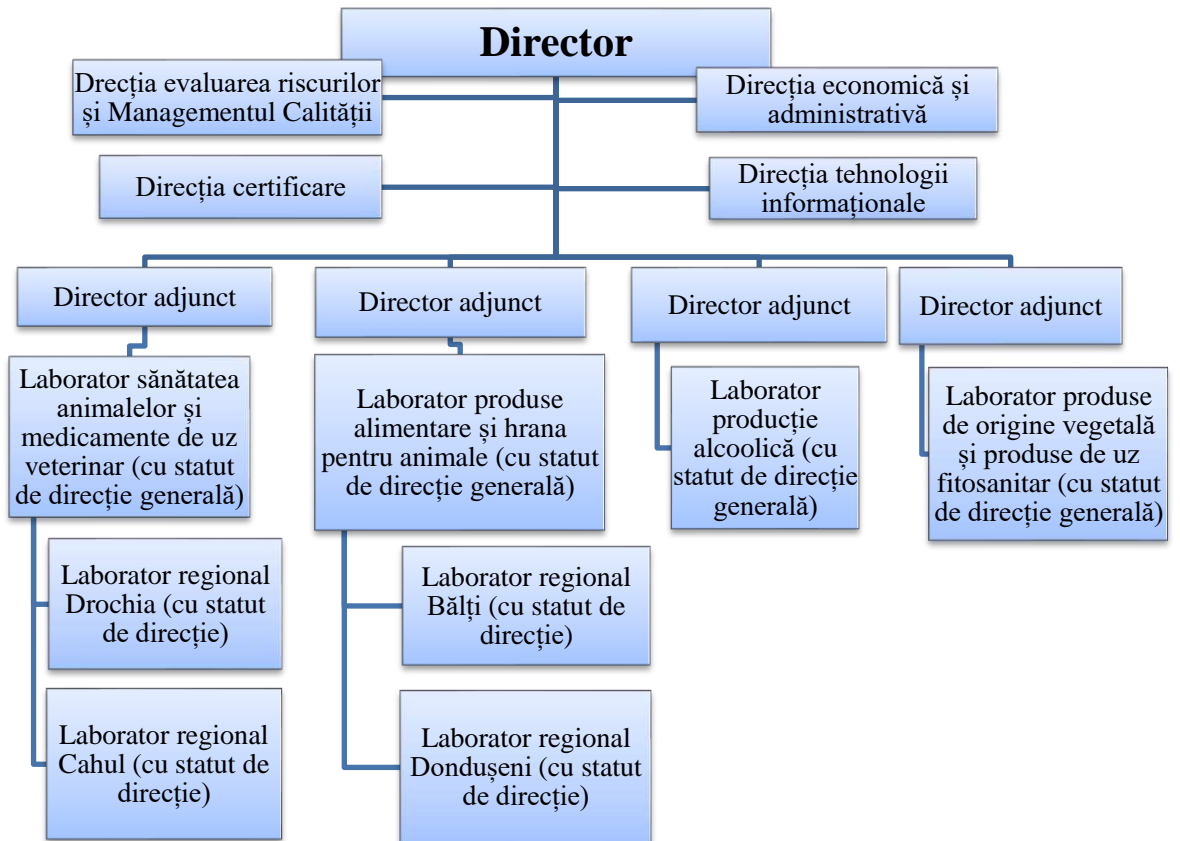 Director
Drecția evaluarea riscurilor
și Managementul Calității
Direcția economică și
administrativă
Direcția certificare
Direcția tehnologii
informaționale
Director adjunct
Director adjunct
Director adjunct
Director adjunct
Laborator sănătatea
animalelor și
medicamente de uz
veterinar (cu statut
de direcție generală)
Laborator produse
alimentare și hrana
pentru animale (cu statut
de direcție generală)
Laborator
producție
alcoolică (cu
statut de direcție
generală)
Laborator produse
de origine vegetală
și produse de uz
fitosanitar (cu statut
de direcție generală)
Laborator regional
Drochia (cu statut
de direcție)
Laborator regional
Bălți (cu statut de
direcție)
Laborator regional
Cahul (cu statut de
direcție)
Laborator regional
Dondușeni (cu statut
de direcție)